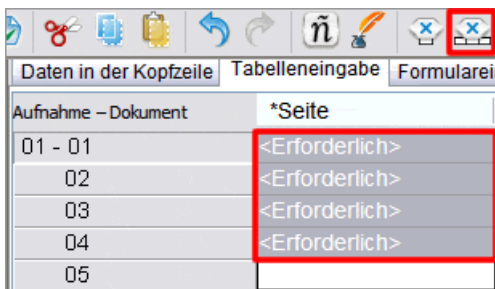 ñ
Daten in der Kopfzeile Tabelleneingabe Formularei
Aufnahme – Dokument *Seite
01 - 01 <Erforderlich>
02 <Erforderlich>
03 <Erforderlich>
04 <Erforderlich>
05